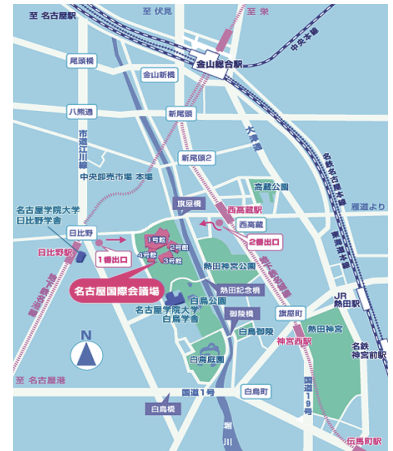 至 伏見
至 栄
至 名古屋駅
中央本線
尾頭橋
金山新橋
金山総合駅
八熊通
新尾頭
大津通
市道江川線
新尾頭2
名鉄名古屋本線
東海道本線
中央卸売市場 本場
高蔵公園
旗屋橋
名古屋学院大学
日比野学舎
西高蔵駅
雁道より
日比野
西高蔵
1号館
2号館
2番出口
日比野駅
1番出口
4号館
3号館
熱田神宮公園
名古屋国際会議場
熱田記念橋
白鳥公園
JR
熱田駅
名古屋学院大学
白鳥学舎
御陵橋
旗屋町
白鳥御陵
熱田神宮
神宮西駅
N
名鉄
神宮前駅
白鳥庭園
至 名古屋港
国道1号
白鳥町
国道19号
白鳥橋
堀川
伝馬町駅